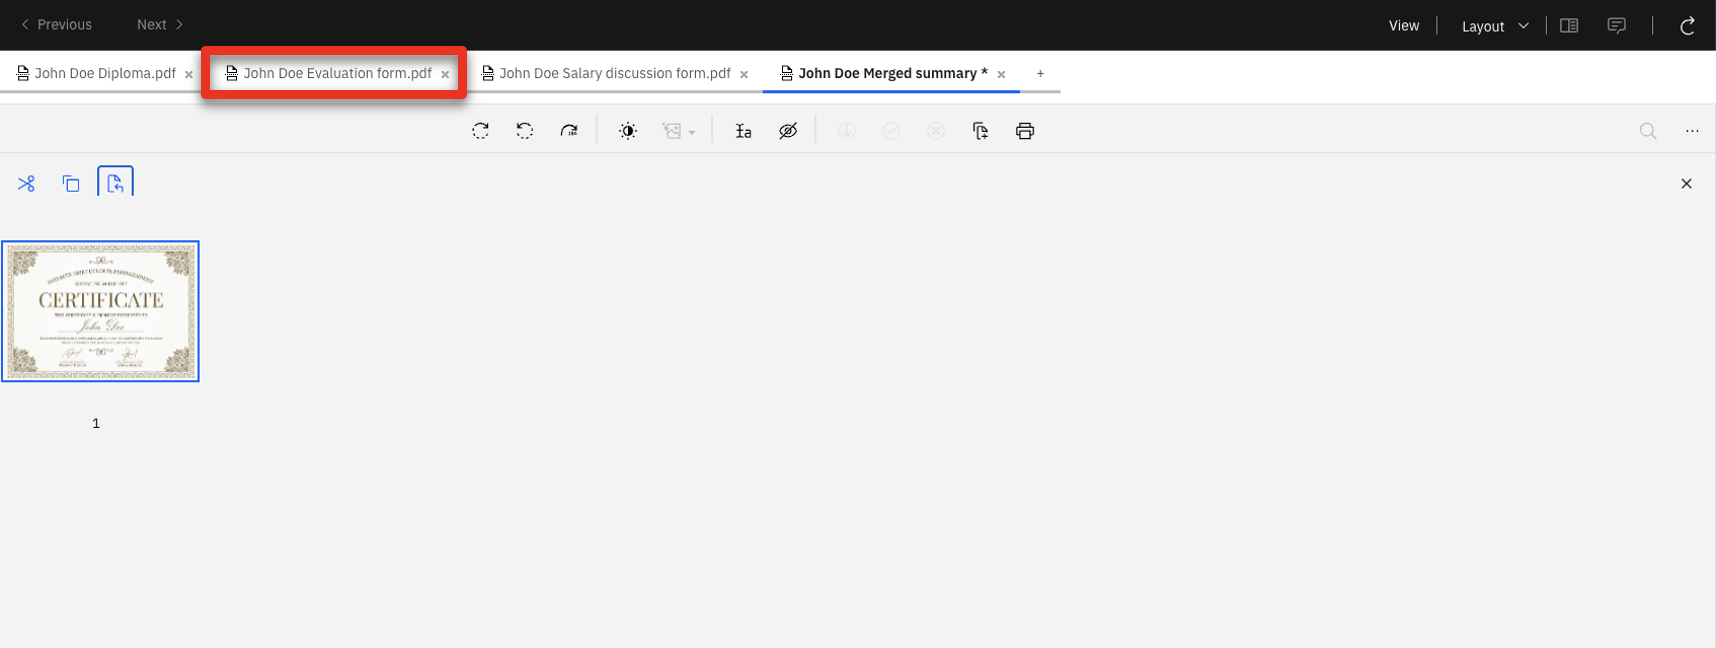 Previous
Next
View
Layout
John Doe Diploma.pdf
John Doe Evaluation form.pdf
John Doe Salary discussion form.pdf
John Doe Merged summary *
+
CERTIFICATE
John Doe
1